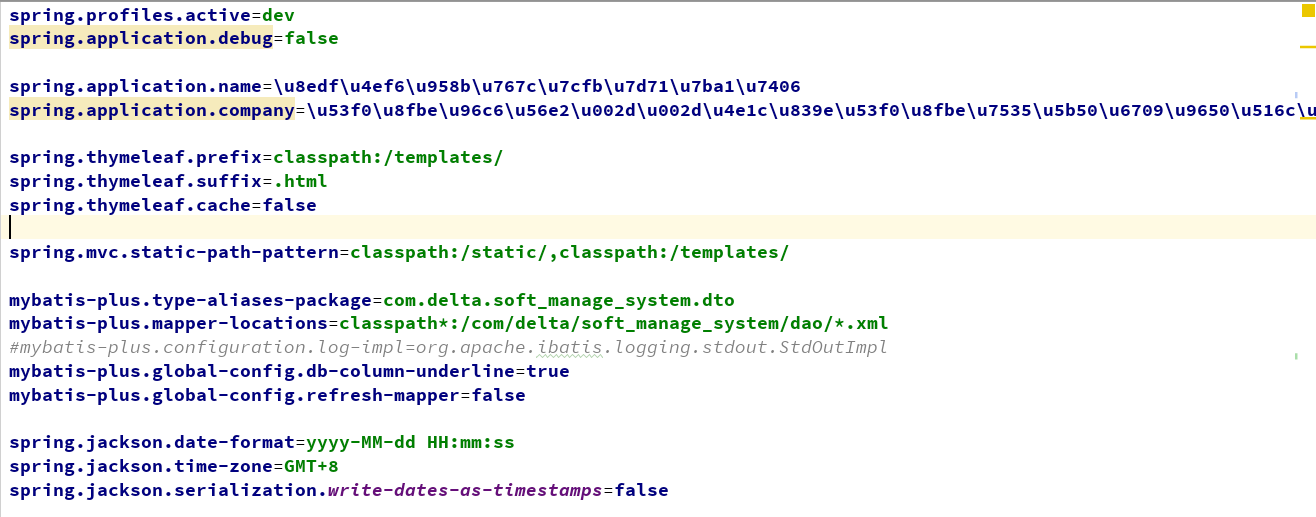 spring.profiles.active=dev
spring.application.debug=false
spring.application.name=\u8edf\u4ef6\u958b\u767c\u7cfb\u7d71\u7ba1\u7406
spring.application.company=\u53f0\u8fbe\u96c6\u56e2\u002d\u002d\u4e1c\u839e\u53f0\u8fbe\u7535\u5b50\u6709\u9650\u516c\u
spring.thymeleaf.prefix=classpath:/templates/
spring.thymeleaf.suffix=.html
spring.thymeleaf.cache=false
spring.mvc.static-path-pattern=classpath:/static/,classpath:/templates/
mybatis-plus.type-aliases-package=com.delta.soft_manage_system.dto
mybatis-plus.mapper-locations=classpath*:/com/delta/soft_manage_system/dao/*.xml
#mybatis-plus.configuration.log-impl=org.apache.ibatis.logging.stdout.StdOutImpl
mybatis-plus.global-config.db-column-underline=true
mybatis-plus.global-config.refresh-mapper=false
spring.jackson.date-format=yyyy-MM-dd HH:mm:ss
spring.jackson.time-zone=GMT+8
spring.jackson.serialization.write-dates-as-timestamps=false